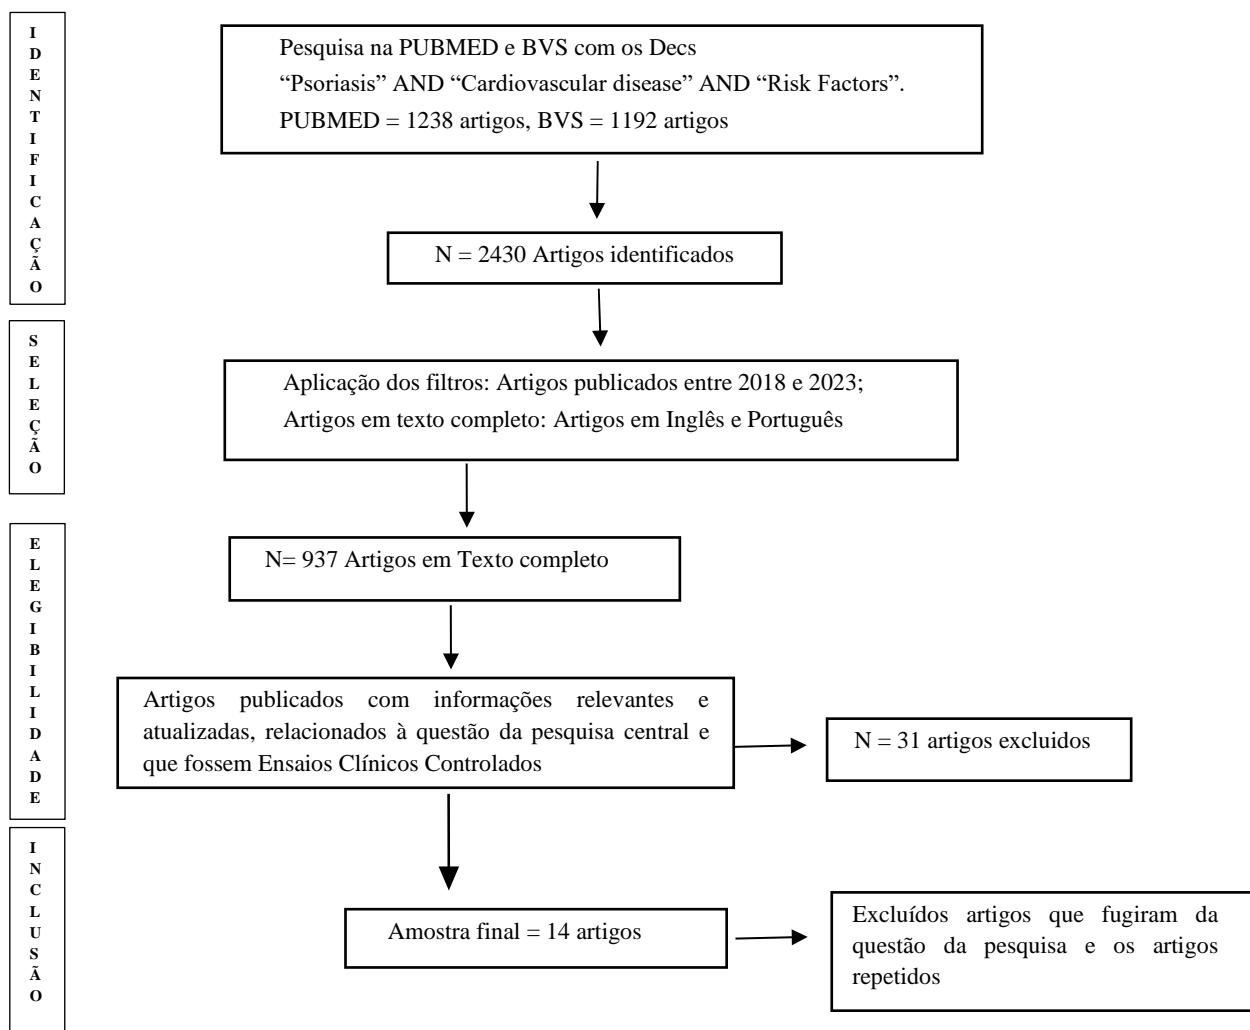 IDENTIFICAÇÃO
Pesquisa na PUBMED e BVS com os Decs
“Psoriasis” AND “Cardiovascular disease” AND “Risk Factors”.
PUBMED = 1238 artigos, BVS = 1192 artigos
N = 2430 Artigos identificados
SELEÇÃO
Aplicação dos filtros: Artigos publicados entre 2018 e 2023;
Artigos em texto completo: Artigos em Inglês e Português
ELEGIBILIDADE
N= 937 Artigos em Texto completo
Artigos publicados com informações relevantes e
atualizadas, relacionados à questão da pesquisa central e
que fossem Ensaios Clínicos Controlados
N = 31 artigos excluidos
INCLUSÃO
Amostra final = 14 artigos
Excluídos artigos que fugiram da
questão da pesquisa e os artigos
repetidos